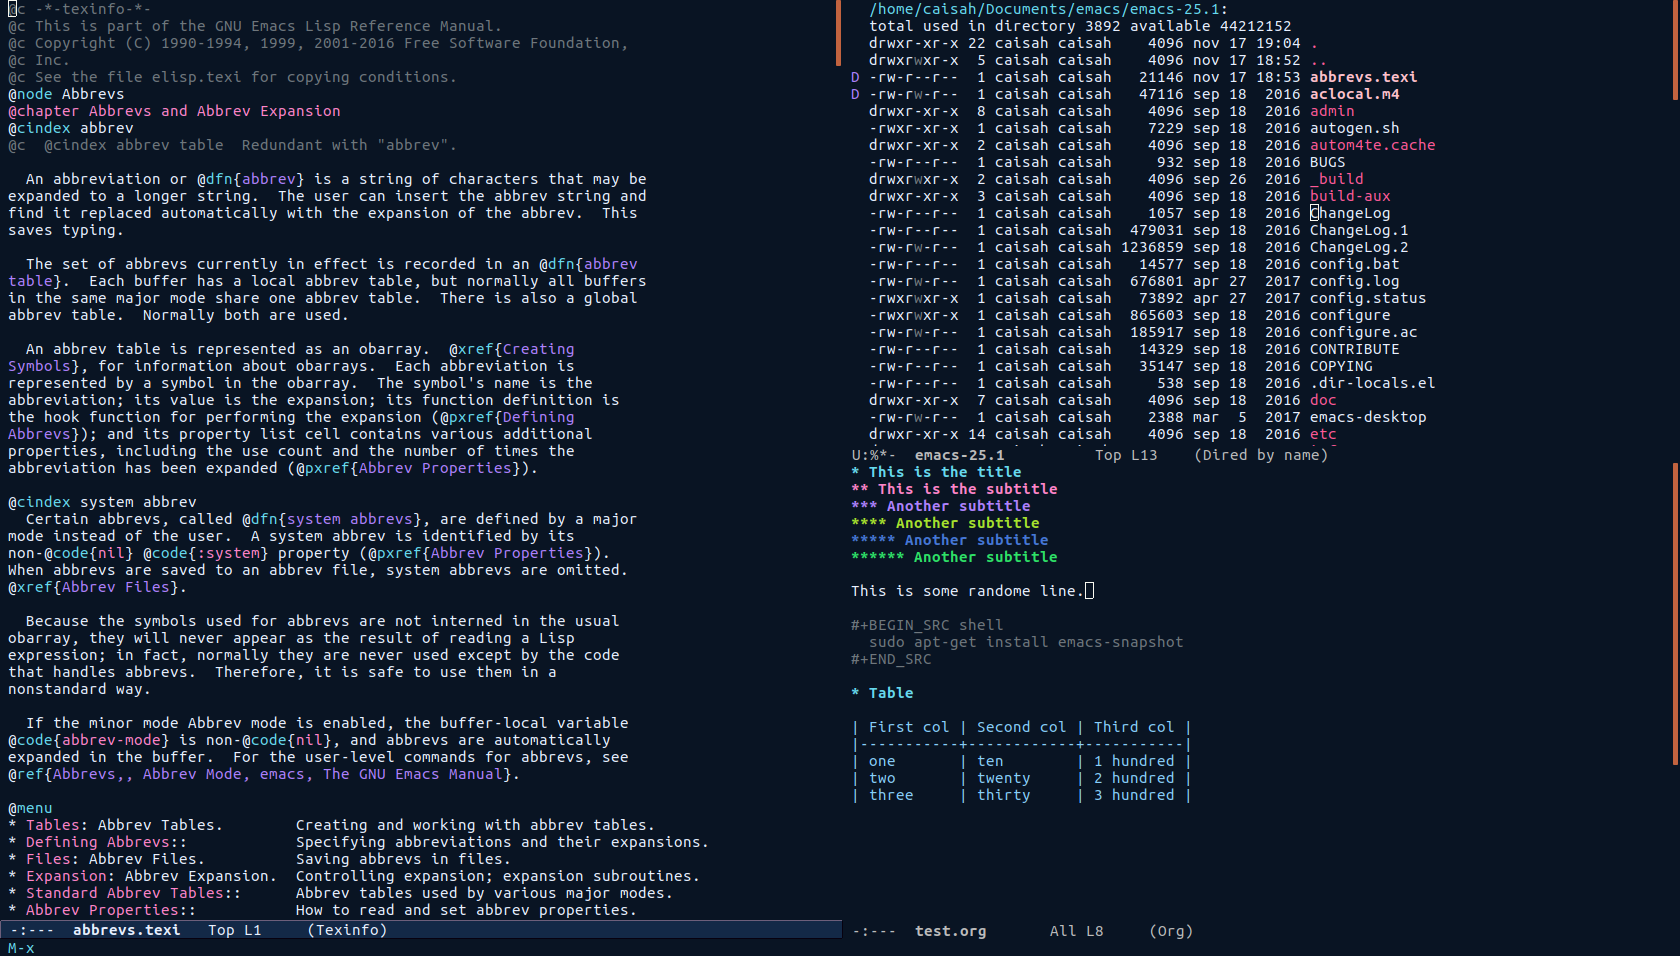 @c -*-texinfo-*-
@c This is part of the GNU Emacs Lisp Reference Manual.
@c Copyright (C) 1990-1994, 1999, 2001-2016 Free Software Foundation,
@c Inc.
@c See the file elisp.texi for copying conditions.
@node Abbrevs
@chapter Abbrevs and Abbrev Expansion
@cindex abbrev
@c  @cindex abbrev table  Redundant with "abbrev".

  An abbreviation or @dfn{abbrev} is a string of characters that may be
expanded to a longer string.  The user can insert the abbrev string and
find it replaced automatically with the expansion of the abbrev.  This
saves typing.

  The set of abbrevs currently in effect is recorded in an @dfn{abbrev
table}.  Each buffer has a local abbrev table, but normally all buffers
in the same major mode share one abbrev table.  There is also a global
abbrev table.  Normally both are used.

  An abbrev table is represented as an obarray.  @xref{Creating
Symbols}, for information about obarrays.  Each abbreviation is
represented by a symbol in the obarray.  The symbol's name is the
abbreviation; its value is the expansion; its function definition is
the hook function for performing the expansion (@pxref{Defining
Abbrevs}); and its property list cell contains various additional
properties, including the use count and the number of times the
abbreviation has been expanded (@pxref{Abbrev Properties}).

@cindex system abbrev
  Certain abbrevs, called @dfn{system abbrevs}, are defined by a major
mode instead of the user.  A system abbrev is identified by its
non-@code{nil} @code{:system} property (@pxref{Abbrev Properties}).
When abbrevs are saved to an abbrev file, system abbrevs are omitted.
@xref{Abbrev Files}.

  Because the symbols used for abbrevs are not interned in the usual
obarray, they will never appear as the result of reading a Lisp
expression; in fact, normally they are never used except by the code
that handles abbrevs.  Therefore, it is safe to use them in a
nonstandard way.

  If the minor mode Abbrev mode is enabled, the buffer-local variable
@code{abbrev-mode} is non-@code{nil}, and abbrevs are automatically
expanded in the buffer.  For the user-level commands for abbrevs, see
@ref{Abbrevs,, Abbrev Mode, emacs, The GNU Emacs Manual}.

@menu
* Tables: Abbrev Tables.        Creating and working with abbrev tables.
* Defining Abbrevs::            Specifying abbreviations and their expansions.
* Files: Abbrev Files.          Saving abbrevs in files.
* Expansion: Abbrev Expansion.  Controlling expansion; expansion subroutines.
* Standard Abbrev Tables::      Abbrev tables used by various major modes.
* Abbrev Properties::           How to read and set abbrev properties.
-:---  abbrevs.texi   Top L1     (Texinfo)
M-x
  /home/caisah/Documents/emacs/emacs-25.1:
  total used in directory 3892 available 44212152
  drwxr-xr-x 22 caisah caisah    4096 nov 17 19:04 .
  drwxrwxr-x  5 caisah caisah    4096 nov 17 18:52 ..
D -rw-r--r--  1 caisah caisah   21146 nov 17 18:53 abbrevs.texi
D -rw-rw-r--  1 caisah caisah   47116 sep 18  2016 aclocal.m4
  drwxr-xr-x  8 caisah caisah    4096 sep 18  2016 admin
  -rwxrwxr-x  1 caisah caisah    7229 sep 18  2016 autogen.sh
  drwxr-xr-x  2 caisah caisah    4096 sep 18  2016 autom4te.cache
  -rw-rw-r--  1 caisah caisah     932 sep 18  2016 BUGS
  drwxrwxr-x  2 caisah caisah    4096 sep 26  2016 _build
  drwxrwxr-x  3 caisah caisah    4096 sep 18  2016 build-aux
  -rw-rw-r--  1 caisah caisah    1057 sep 18  2016 ChangeLog
  -rw-rw-r--  1 caisah caisah  479031 sep 18  2016 ChangeLog.1
  -rw-rw-r--  1 caisah caisah 1236859 sep 18  2016 ChangeLog.2
  -rw-rw-r--  1 caisah caisah   14577 sep 18  2016 config.bat
  -rw-rw-r--  1 caisah caisah  676801 apr 27  2017 config.log
  -rwxrwxr-x  1 caisah caisah   73892 apr 27  2017 config.status
  -rwxrwxr-x  1 caisah caisah  865603 sep 18  2016 configure
  -rw-rw-r--  1 caisah caisah  185917 sep 18  2016 configure.ac
  -rw-rw-r--  1 caisah caisah   14329 sep 18  2016 CONTRIBUTE
  -rw-rw-r--  1 caisah caisah   35147 sep 18  2016 COPYING
  -rw-rw-r--  1 caisah caisah     538 sep 18  2016 .dir-locals.el
  drwxrwxr-x  7 caisah caisah    4096 sep 18  2016 doc
  -rw-rw-r--  1 caisah caisah    2388 mar  5  2017 emacs-desktop
  drwxr-xr-x 14 caisah caisah    4096 sep 18  2016 etc
U:%*-  emacs-25.1          Top L13    (Dired by name)
* This is the title
** This is the subtitle
*** Another subtitle
**** Another subtitle
***** Another subtitle
****** Another subtitle

This is some randome line.

#+BEGIN_SRC shell
  sudo apt-get install emacs-snapshot
#+END_SRC

* Table

| First col | Second col | Third col |
|-----------+------------+-----------|
| one       | ten        | 1 hundred |
| two       | twenty     | 2 hundred |
| three     | thirty     | 3 hundred |
-:---  test.org       All L8     (Org)